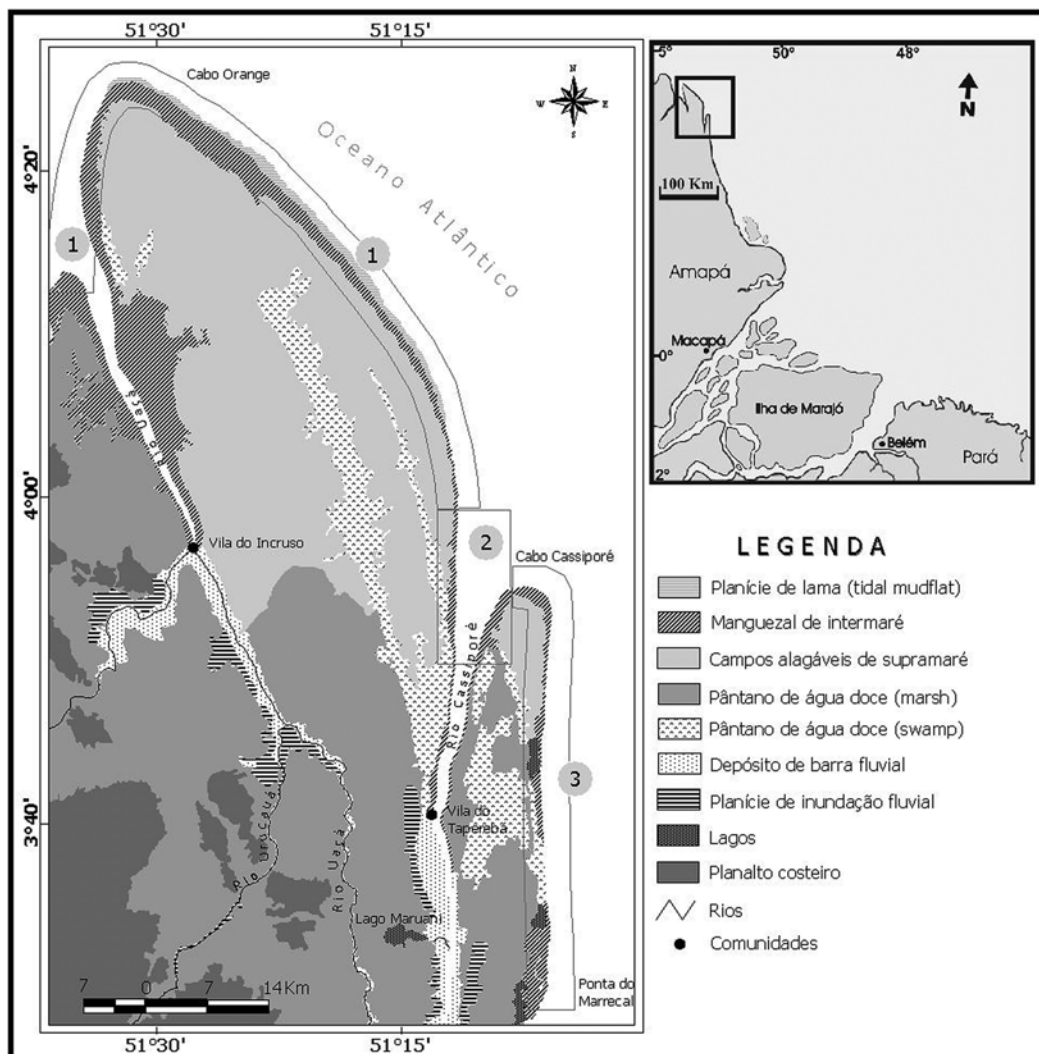 51°30'
51°15'
Cabo Orange
N
W
E
S
Oceano Atlântico
4°20'
1
1
Rio Uaçá
4°00'
Vila do Incruso
2
Cabo Cassiporé
Rio Cassiporé
3
3°40'
Vila do
Taperebá
Rio Urucauá
Rio Uaçá
Lago Maruani
7
0
7
14Km
Ponta do
Marrecal
51°30'
51°15'
5°
50°
48°
N
100 Km
Amapá
Macapá
0°
Ilha de Marajó
Belém
Pará
2°
LEGENDA
Planície de lama (tidal mudflat)
Manguezal de intermaré
Campos alagáveis de supramaré
Pântano de água doce (marsh)
Pântano de água doce (swamp)
Depósito de barra fluvial
Planície de inundação fluvial
Lagos
Planalto costeiro
Rios
Comunidades